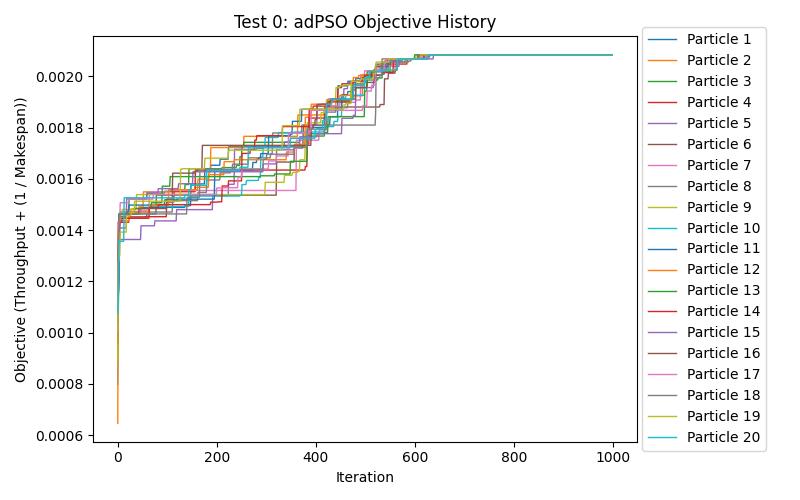 Test 0: adPSO Objective History
Objective (Throughput + (1 / Makespan))
0.0020
0.0018
0.0016
0.0014
0.0012
0.0010
0.0008
0.0006
0
200
400
600
800
1000
Iteration
Particle 1
Particle 2
Particle 3
Particle 4
Particle 5
Particle 6
Particle 7
Particle 8
Particle 9
Particle 10
Particle 11
Particle 12
Particle 13
Particle 14
Particle 15
Particle 16
Particle 17
Particle 18
Particle 19
Particle 20